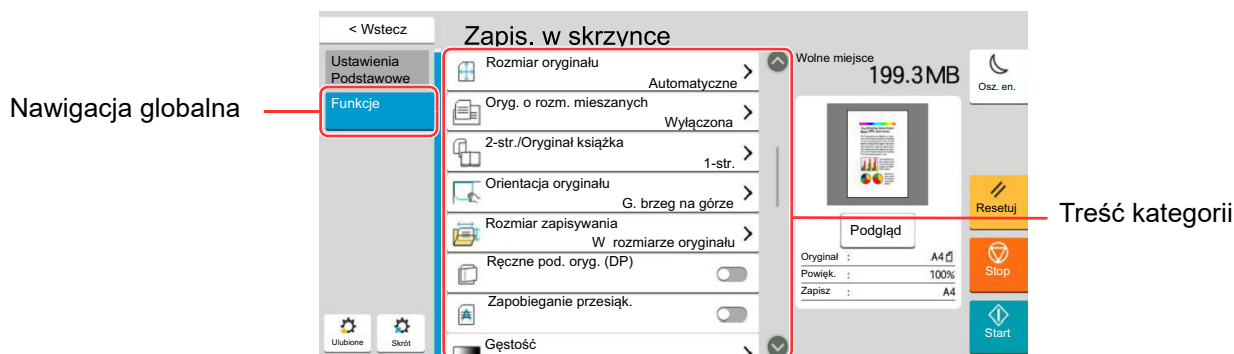 < Wstecz
Zapis. w skrzynce
Ustawienia
Podstawowe
Funkcje
Nawigacja globalna
Rozmiar oryginału
Automatyczne
Oryg. o rozm. mieszanych
Wyłączona
2-str./Oryginał książka
1-str.
Orientacja oryginału
G. brzeg na górze
Rozmiar zapisywania
W rozmiarze oryginału
Ręczne pod. oryg. (DP)
Zapobieganie przesiąk.
Gęstość
Ulubione
Skrót
Wolne miejsce
199.3MB
Podgląd
Oryginał : A4
Powięk. : 100%
Zapisz : A4
Osz. en.
Resetuj
Stop
Start
Treść kategorii